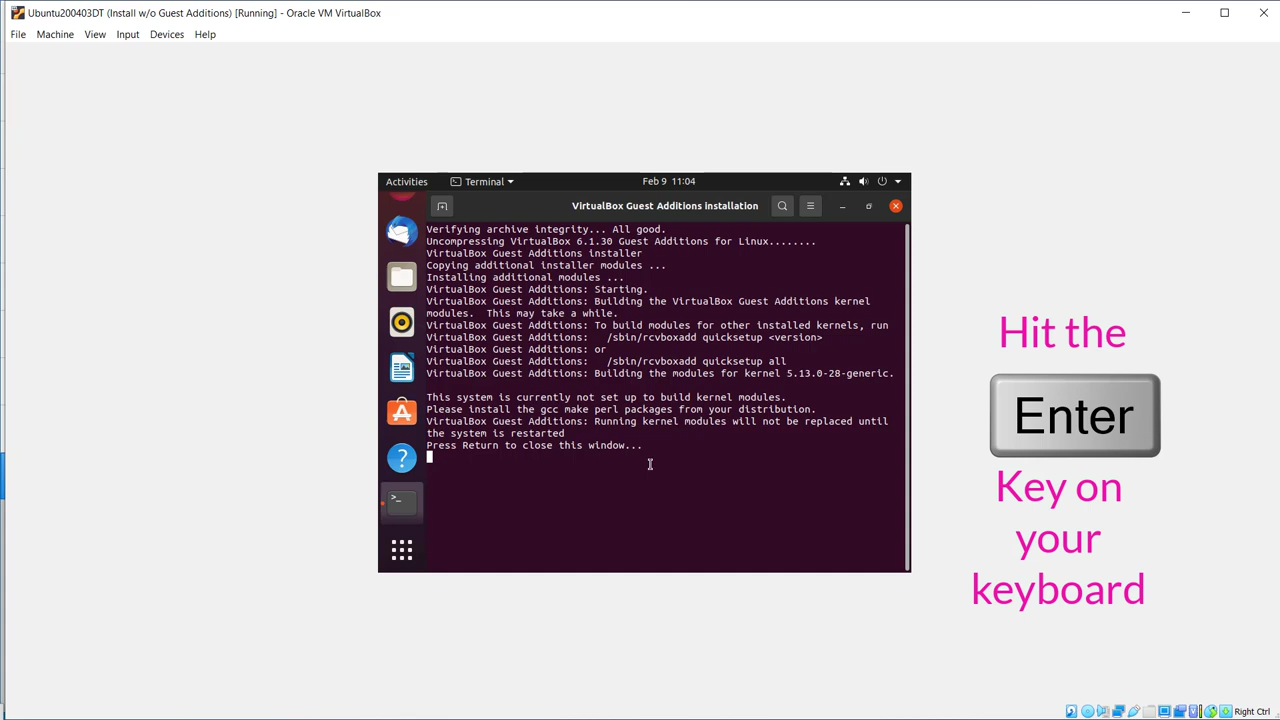 Ubuntu200403DT (Install w/o Guest Additions) [Running] - Oracle VM VirtualBox
File Machine View Input Devices Help
Activities Terminal Feb 9 11:04
VirtualBox Guest Additions installation
Verifying archive integrity... All good.
Uncompressing VirtualBox 6.1.30 Guest Additions for Linux........
VirtualBox Guest Additions installer
Copying additional installer modules ...
Installing additional modules ...
VirtualBox Guest Additions: Starting.
VirtualBox Guest Additions: Building the VirtualBox Guest Additions kernel
modules.  This may take a while.
VirtualBox Guest Additions: To build modules for other installed kernels, run
VirtualBox Guest Additions:   /sbin/rcvboxadd quicksetup <version>
VirtualBox Guest Additions: or
VirtualBox Guest Additions:   /sbin/rcvboxadd quicksetup all
VirtualBox Guest Additions: Building the modules for kernel 5.13.0-28-generic.
This system is currently not set up to build kernel modules.
Please install the gcc make perl packages from your distribution.
VirtualBox Guest Additions: Running kernel modules will not be replaced until
the system is restarted
Press Return to close this window...
Hit the
Enter
Key on
your
keyboard
Right Ctrl